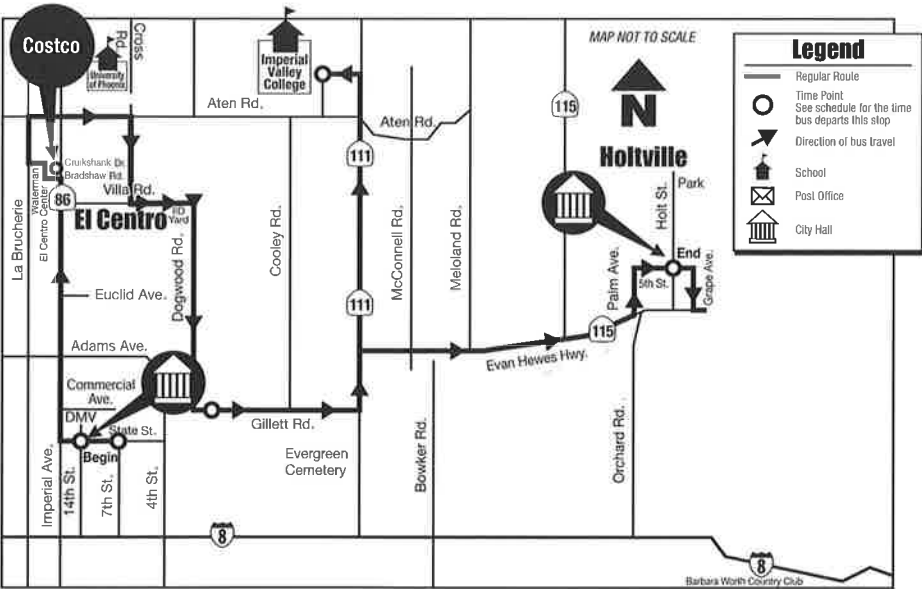 Costco
Cross
Rd.
University
of Phoenix
Imperial
Valley
College
MAP NOT TO SCALE
Legend
Regular Route
Time Point
See schedule for the time
bus departs this stop
Direction of bus travel
School
Post Office
City Hall
N
115
Aten Rd.
Aten Rd.
111
Holtville
Cruikshank Dr.
Bradshaw Rd.
Waterman
El Centro Center
Villa Rd.
86
El Centro
IID
Yard
La Brucherie
Dogwood Rd.
Cooley Rd.
McConnell Rd.
Meloland Rd.
Holt St.
Park
Palm Ave.
End
5th St.
Grape Ave.
Euclid Ave.
111
115
Evan Hewes Hwy.
Adams Ave.
Commercial
Ave.
DMV
State St.
Begin
Gillett Rd.
Evergreen
Cemetery
Imperial Ave.
14th St.
7th St.
4th St.
Bowker Rd.
Orchard Rd.
8
8
Barbara Worth Country Club